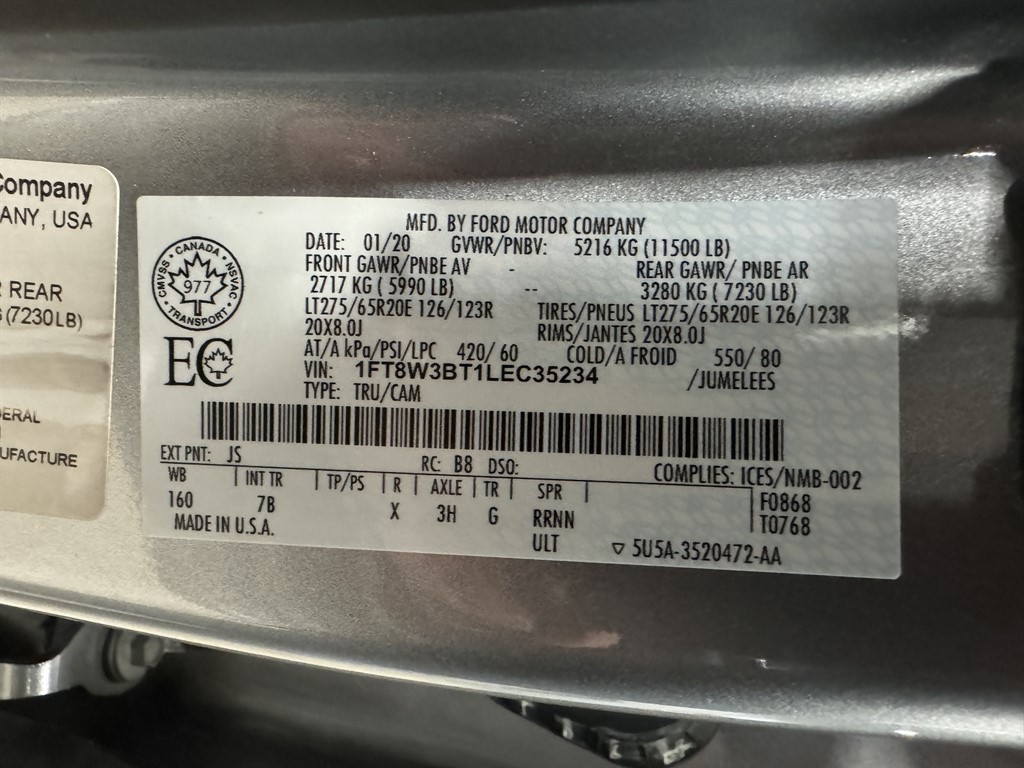 Company
ANY, USA
REAR
(7230LB)
UFACTURE
CANADA
CMVSS
NSVAC
977
TRANSPORT
EC
MFD. BY FORD MOTOR COMPANY
DATE: 01/20 GVWR/PNBV: 5216 KG (11500 LB)
FRONT GAWR/PNBE AV - REAR GAWR/ PNBE AR
2717 KG ( 5990 LB) -- 3280 KG ( 7230 LB)
LT275/65R20E 126/123R TIRES/PNEUS LT275/65R20E 126/123R
20X8.0J RIMS/JANTES 20X8.0J
AT/A kPa/PSI/LPC 420/ 60 COLD/A FROID 550/ 80
VIN: 1FT8W3BT1LEC35234 /JUMELEES
TYPE: TRU/CAM
EXT PNT: JS RC: B8 DSO: COMPLIES: ICES/NMB-002
WB INT TR TP/PS R AXLE TR SPR F0868
160 7B X 3H G RRNN T0768
MADE IN U.S.A. ULT 5U5A-3520472-AA